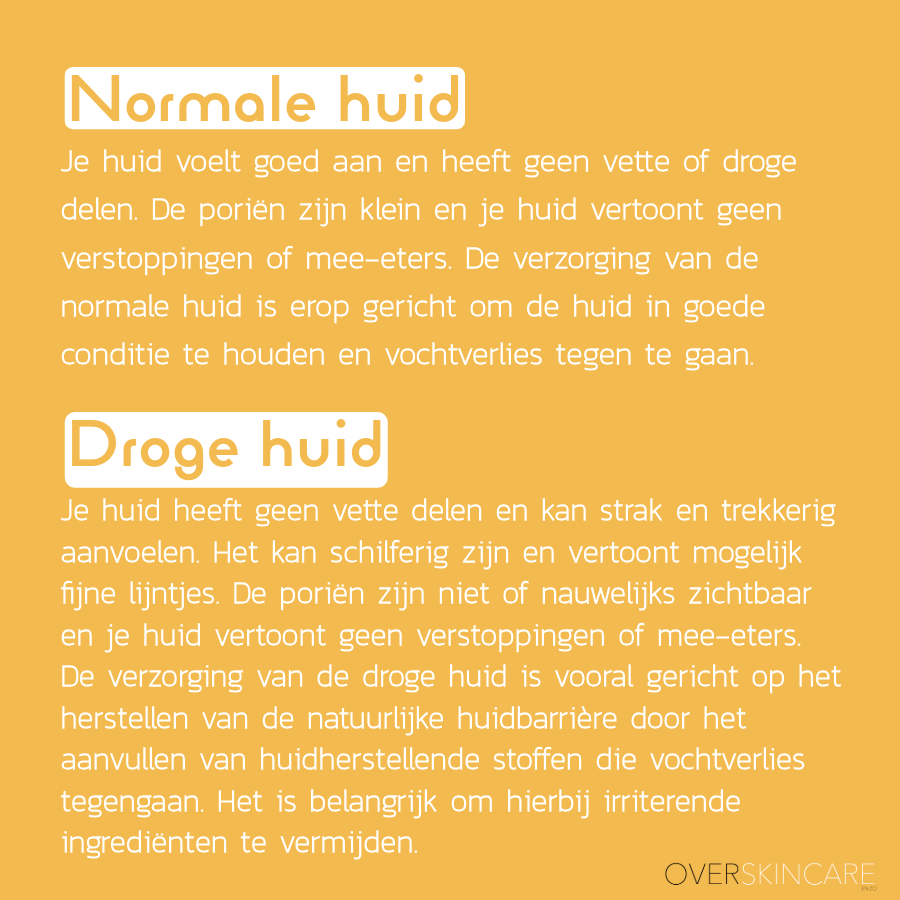 Normale huid
Je huid voelt goed aan en heeft geen vette of droge
delen. De poriën zijn klein en je huid vertoont geen
verstoppingen of mee-eters. De verzorging van de
normale huid is erop gericht om de huid in goede
conditie te houden en vochtverlies tegen te gaan.
Droge huid
Je huid heeft geen vette delen en kan strak en trekkerig
aanvoelen. Het kan schilferig zijn en vertoont mogelijk
fijne lijntjes. De poriën zijn niet of nauwelijks zichtbaar
en je huid vertoont geen verstoppingen of mee-eters.
De verzorging van de droge huid is vooral gericht op het
herstellen van de natuurlijke huidbarrière door het
aanvullen van huidherstellende stoffen die vochtverlies
tegengaan. Het is belangrijk om hierbij irriterende
ingrediënten te vermijden.
OVERSKINCARE